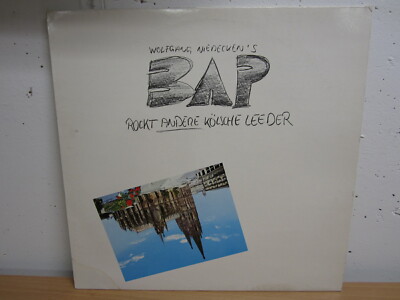 WOLFGANG NIEDECKEN'S
BAP
ROCKT ANDERE KÖLSCHE LEEDER